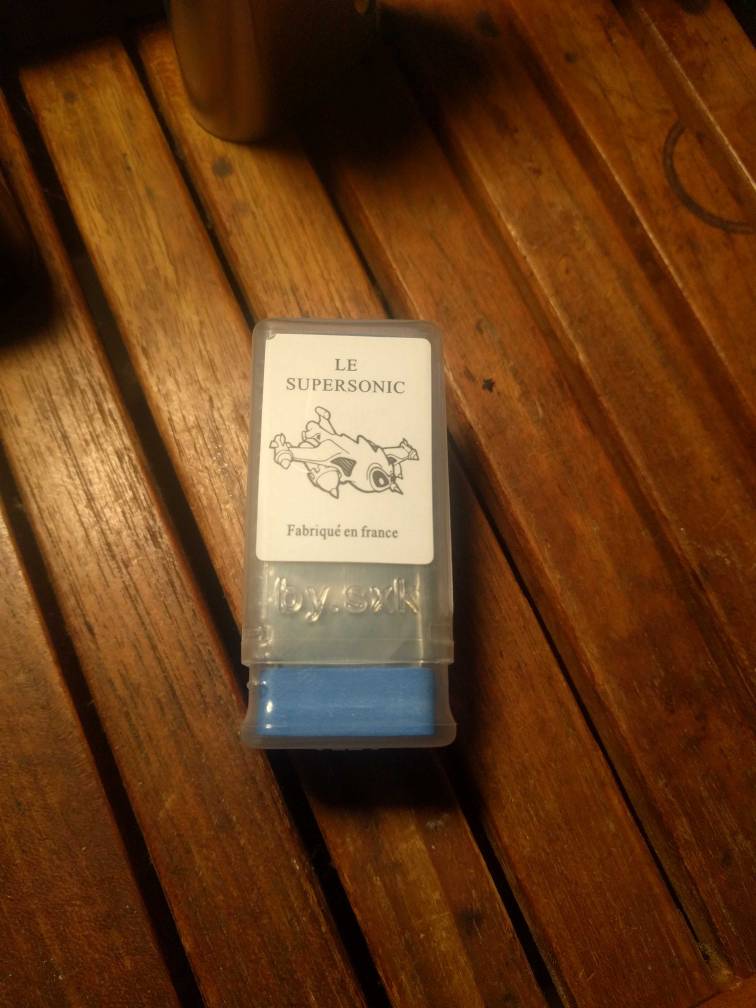 LE
SUPERSONIC
Fabriqué en france
by.sxk